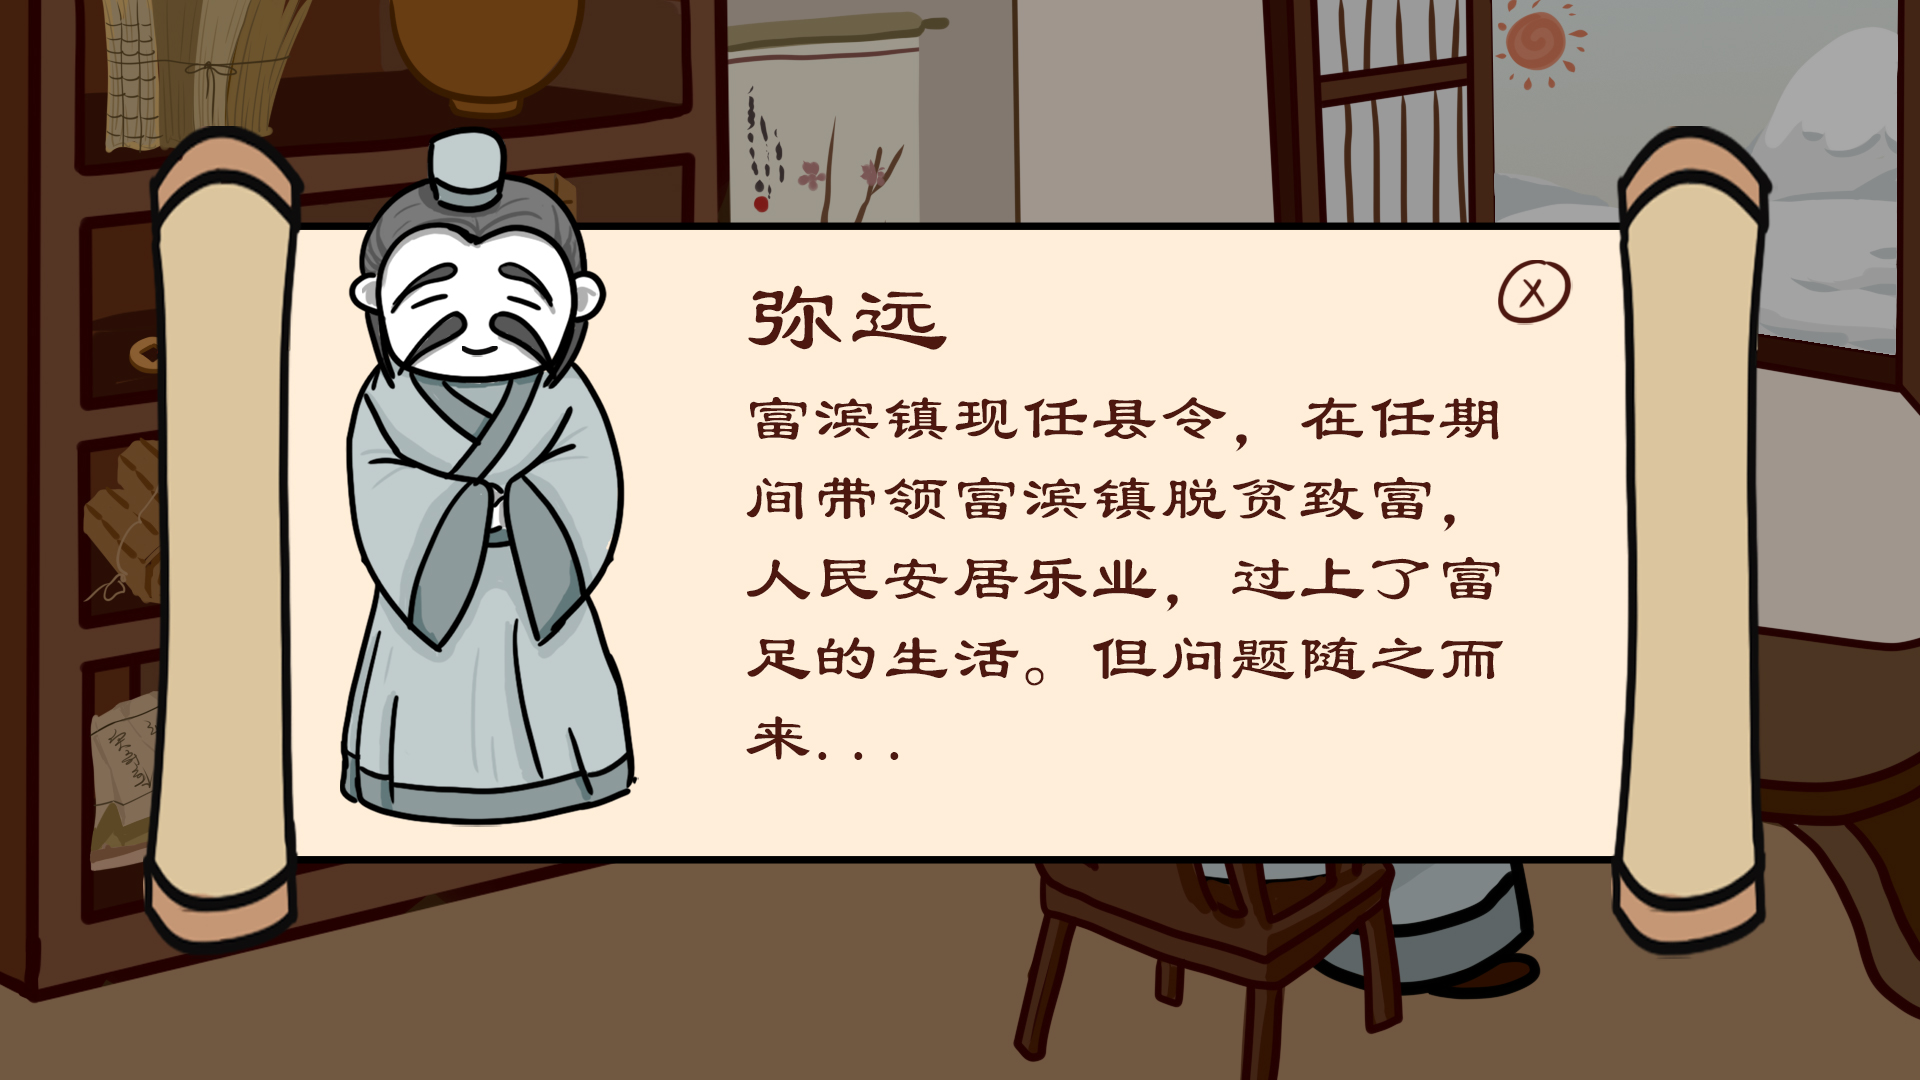 弥远
X
富滨镇现任县令，在任期
间带领富滨镇脱贫致富，
人民安居乐业，过上了富
足的生活。但问题随之而
来...